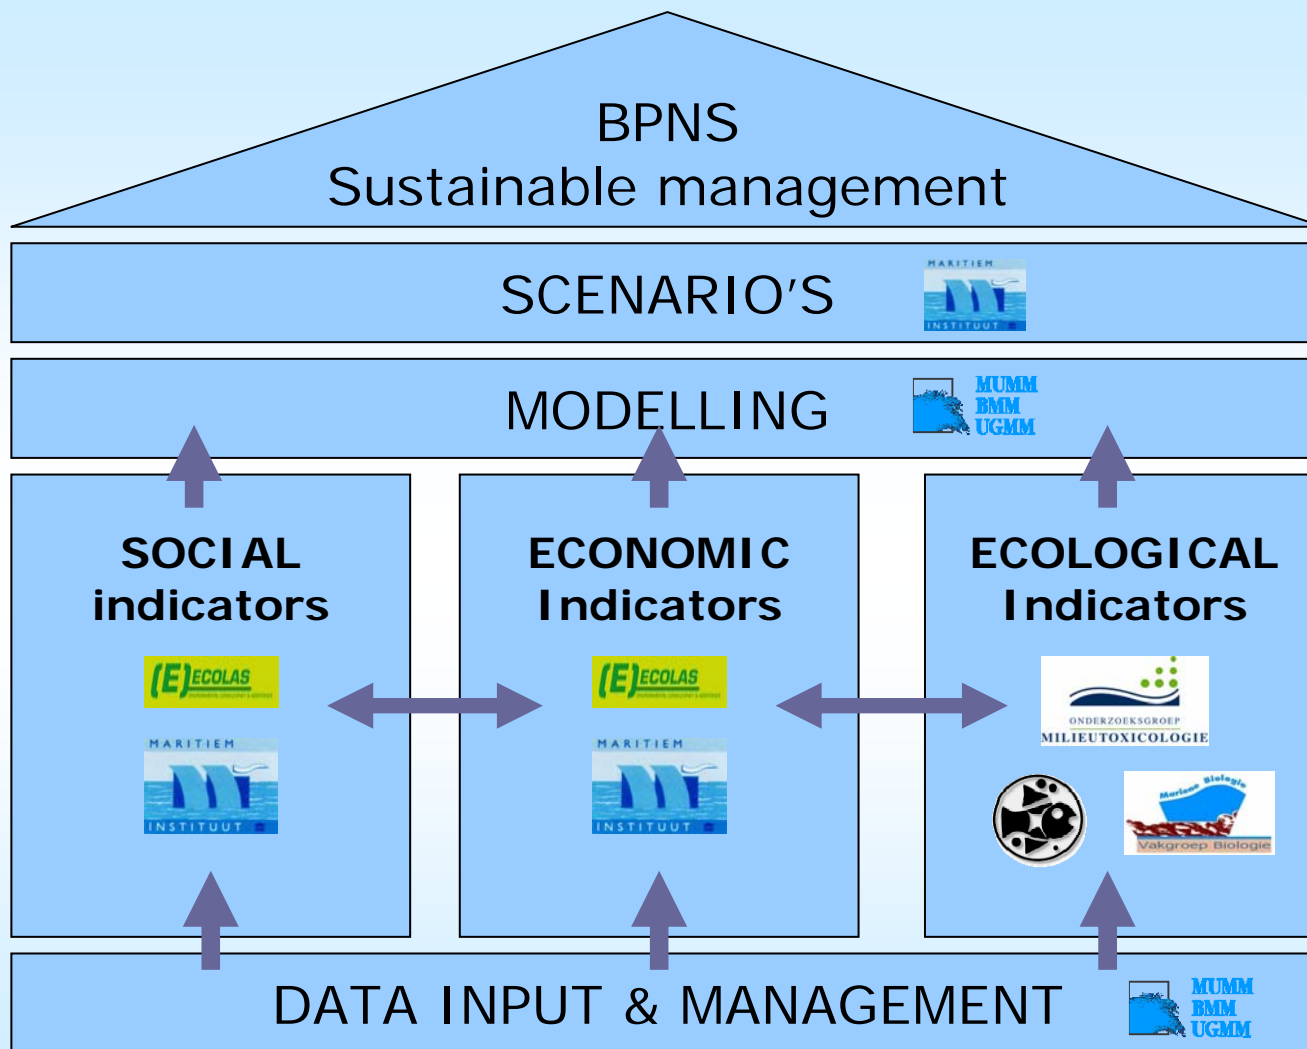 BPNS
Sustainable management
SCENARIO'S
MARITIEM
INSTITUUT
MODELLING
MUMM
BMM
UGMM
SOCIAL
indicators
(E) ECOLAS
MARITIEM
INSTITUUT
ECONOMIC
Indicators
(E) ECOLAS
MARITIEM
INSTITUUT
ECOLOGICAL
Indicators
ONDERZOEKSGROEP
MILIEUTOXICOLOGIE
Mariene Biologie
Vakgroep Biologie
DATA INPUT & MANAGEMENT
MUMM
BMM
UGMM